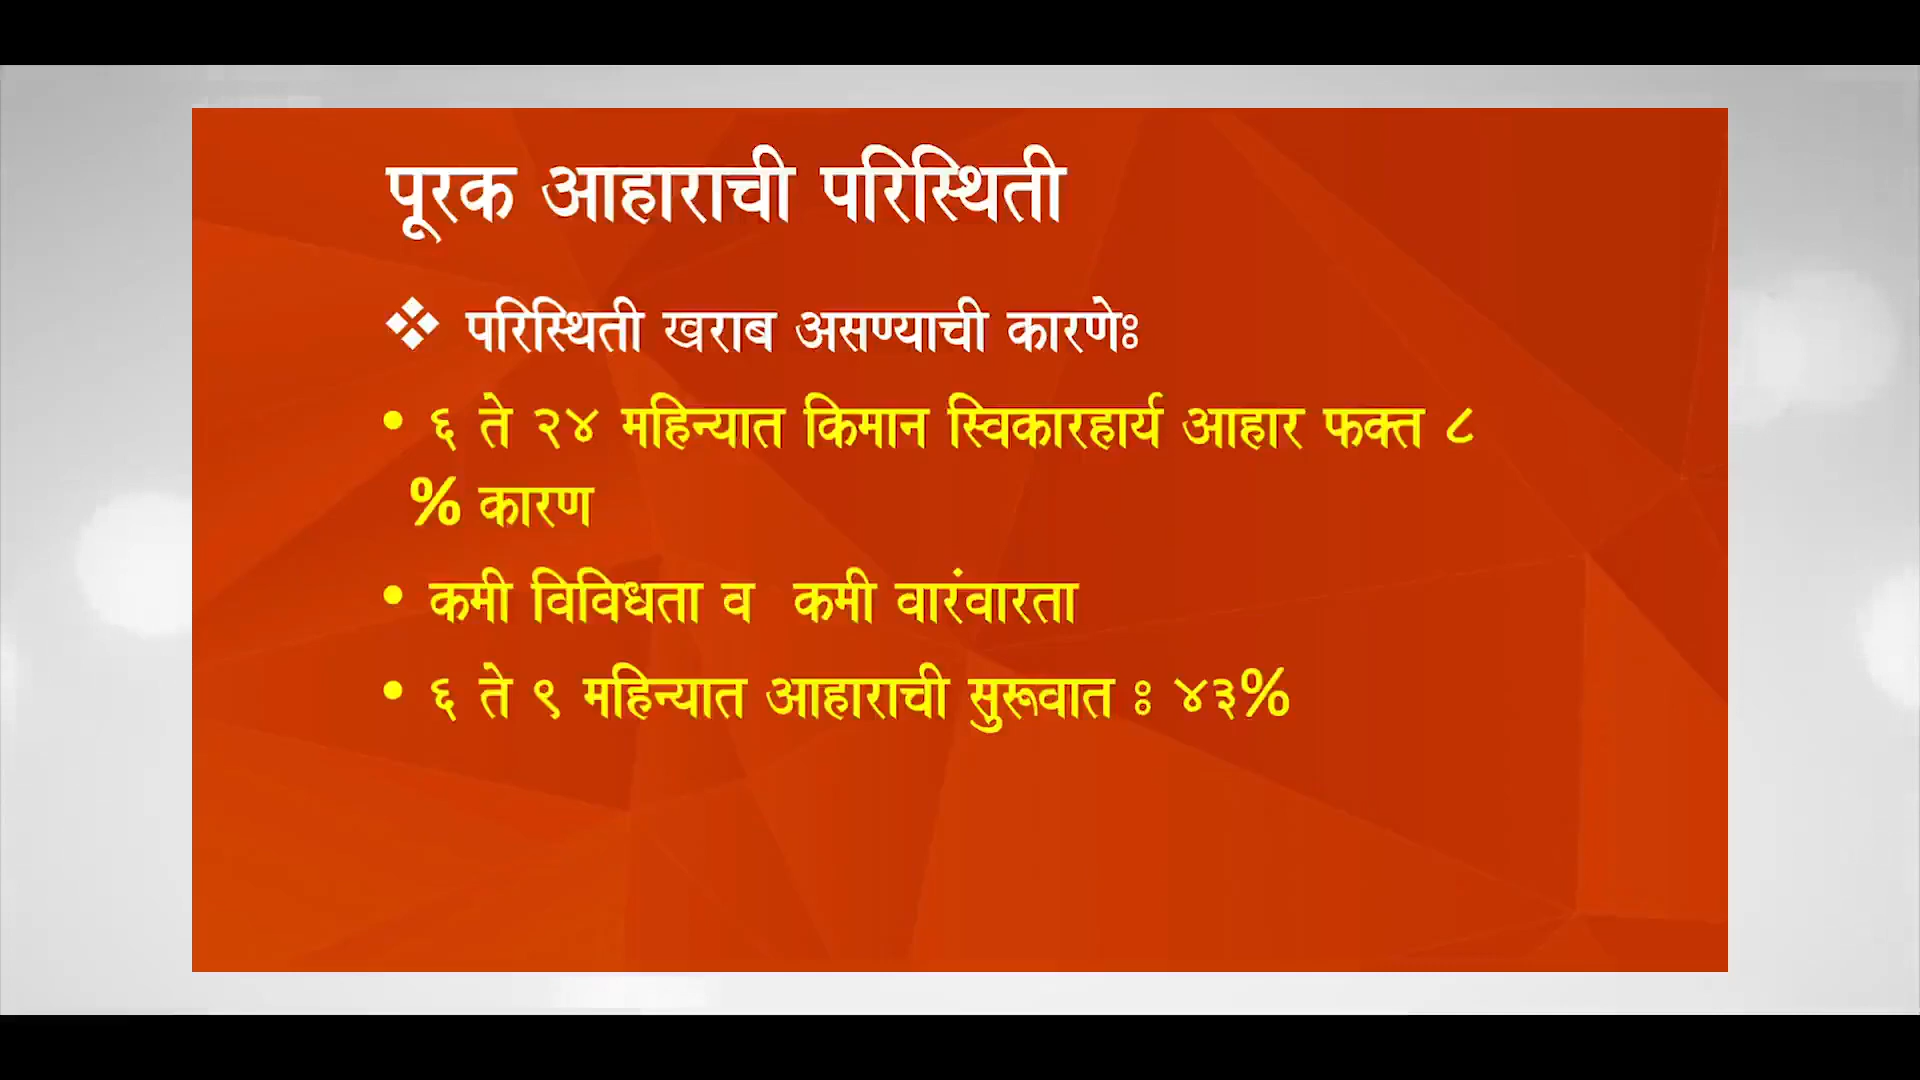 पूरक आहाराची परिस्थिती
❖ परिस्थिती खराब असण्याची कारणेः
• ६ ते २४ महिन्यात किमान स्विकारहार्य आहार फक्त ८
% कारण
• कमी विविधता व कमी वारंवारता
• ६ ते ९ महिन्यात आहाराची सुरूवात ः ४३%